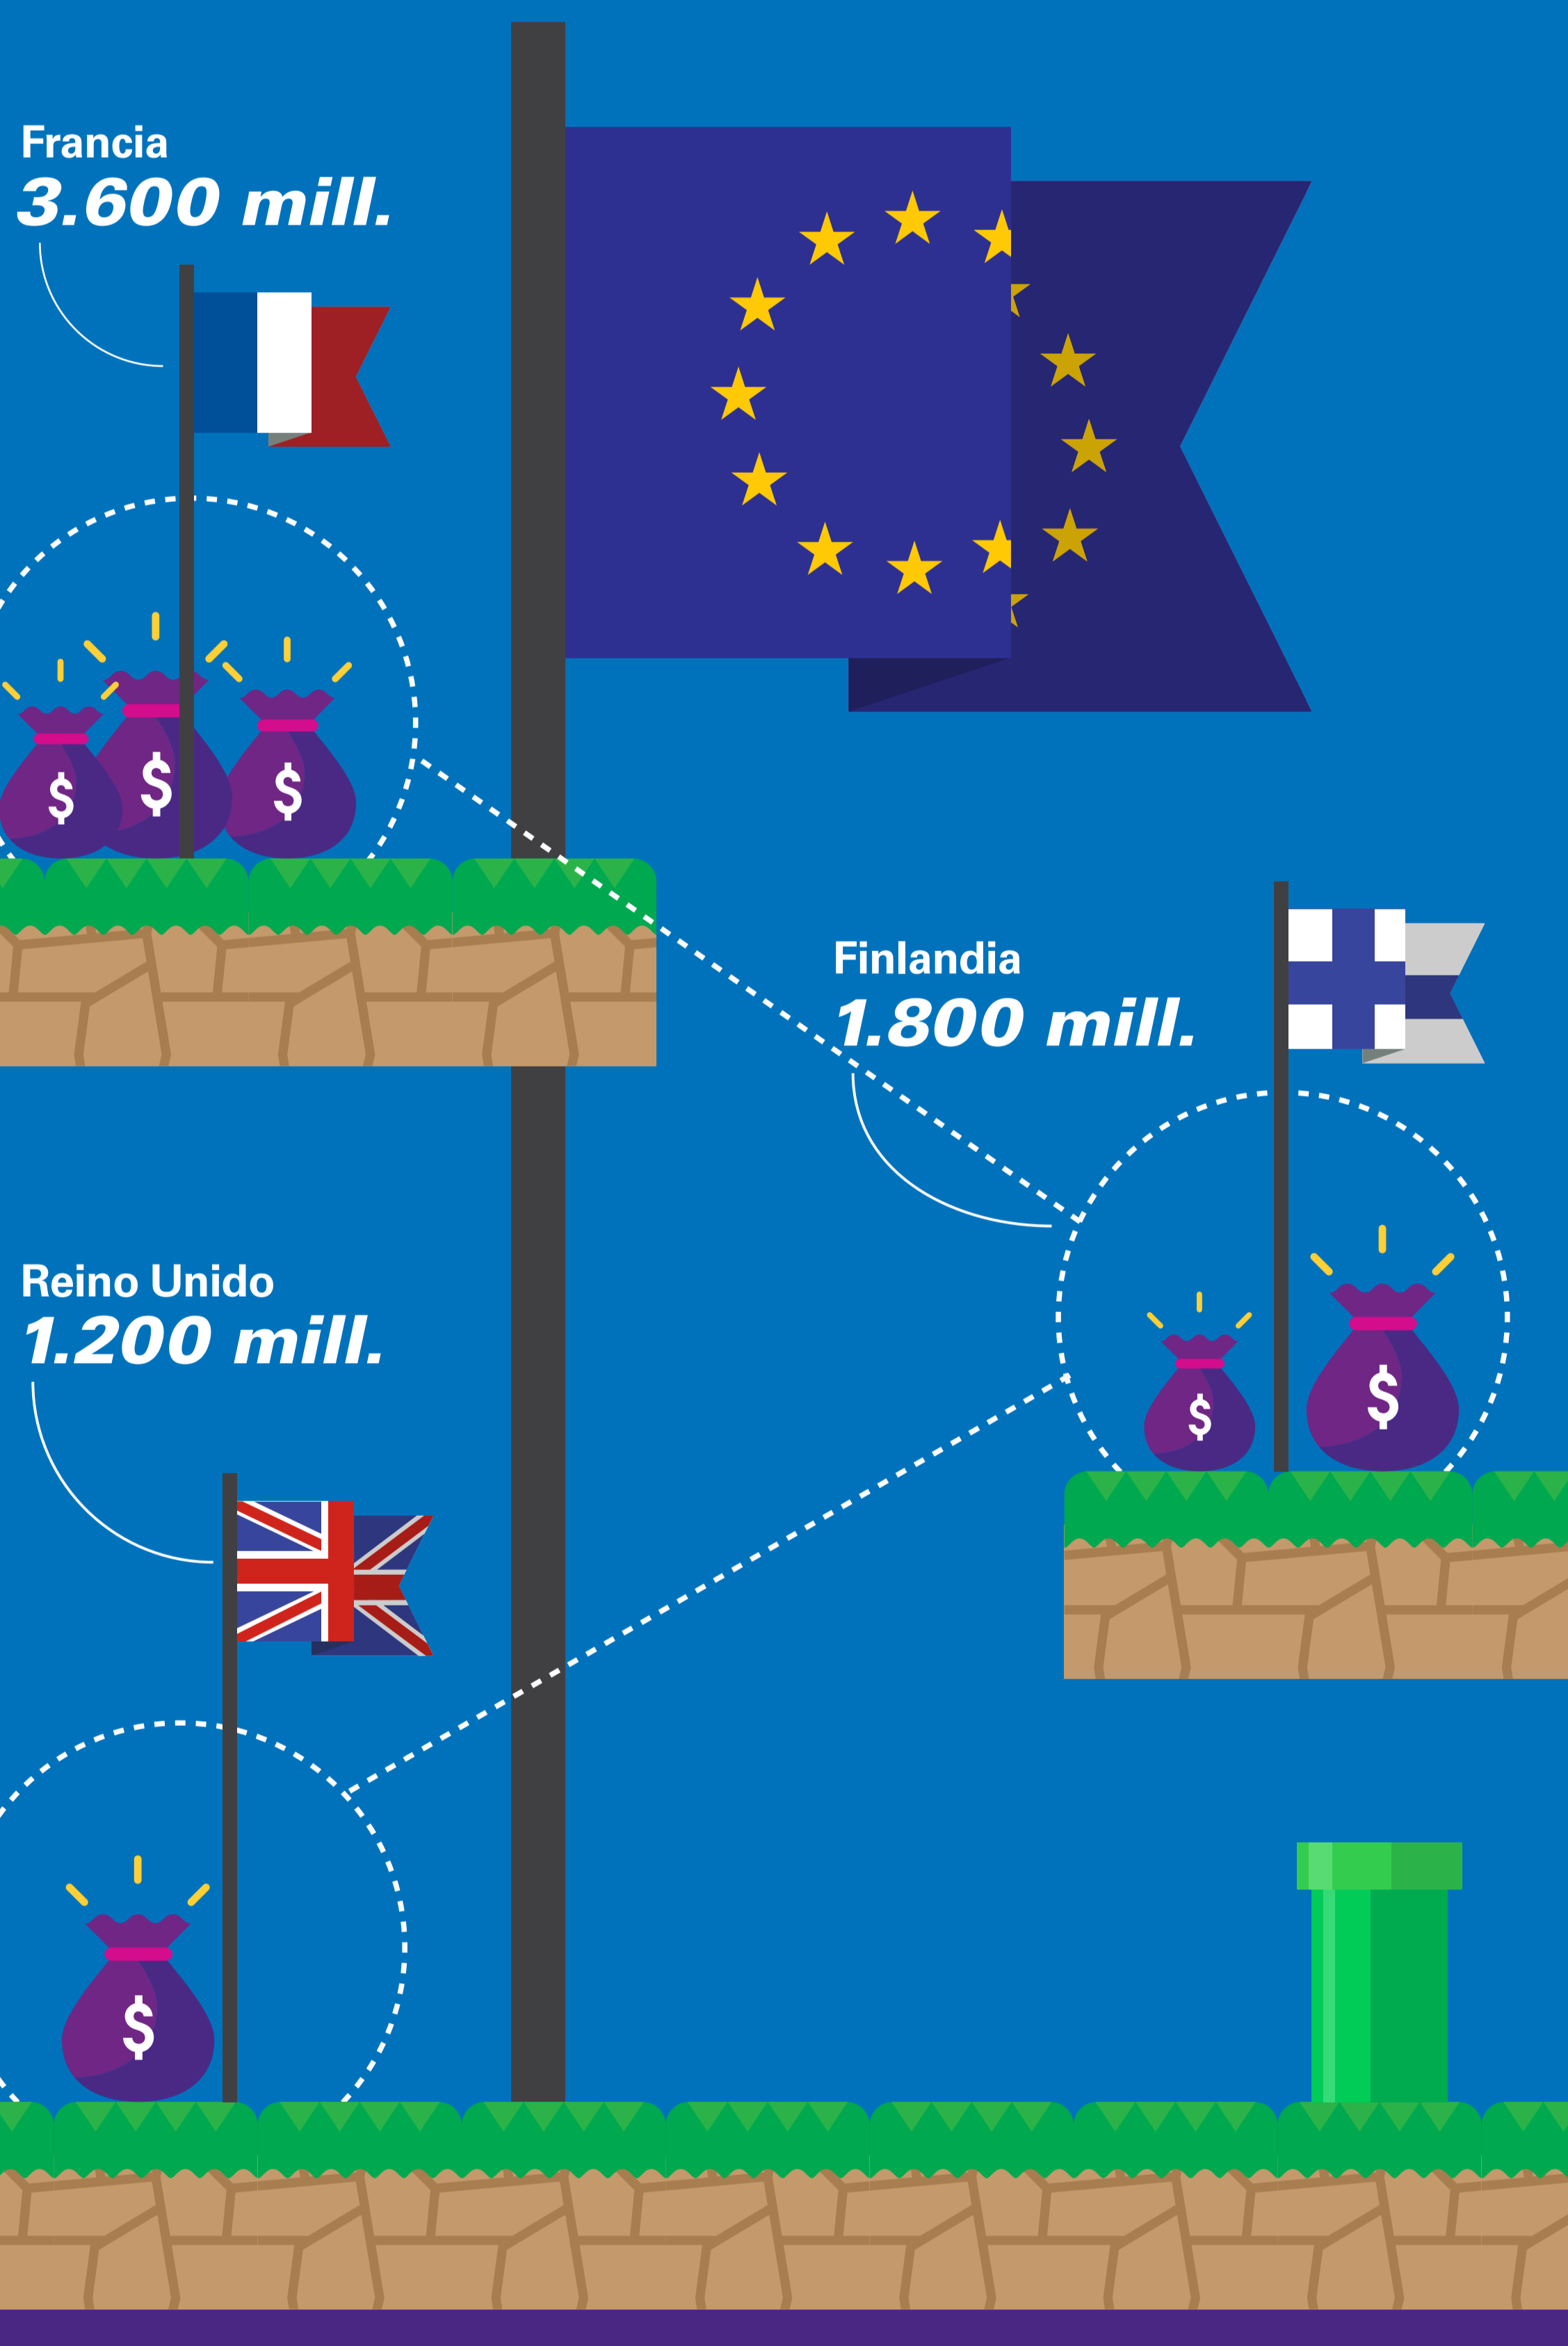 Francia
3.600 mill.
Finlandia
1.800 mill.
Reino Unido
1.200 mill.
$
$
$
$
$
$